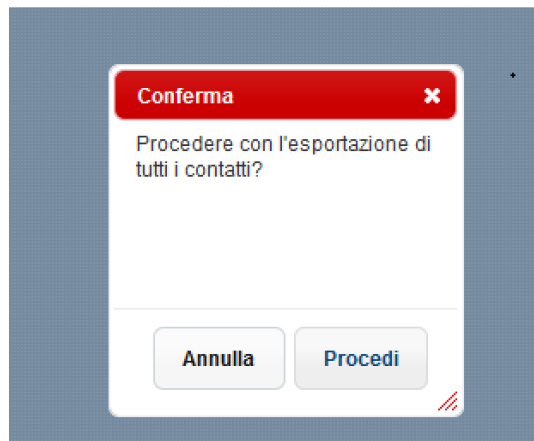 Conferma
Procedere con l'esportazione di
tutti i contatti?
Annulla
Procedi